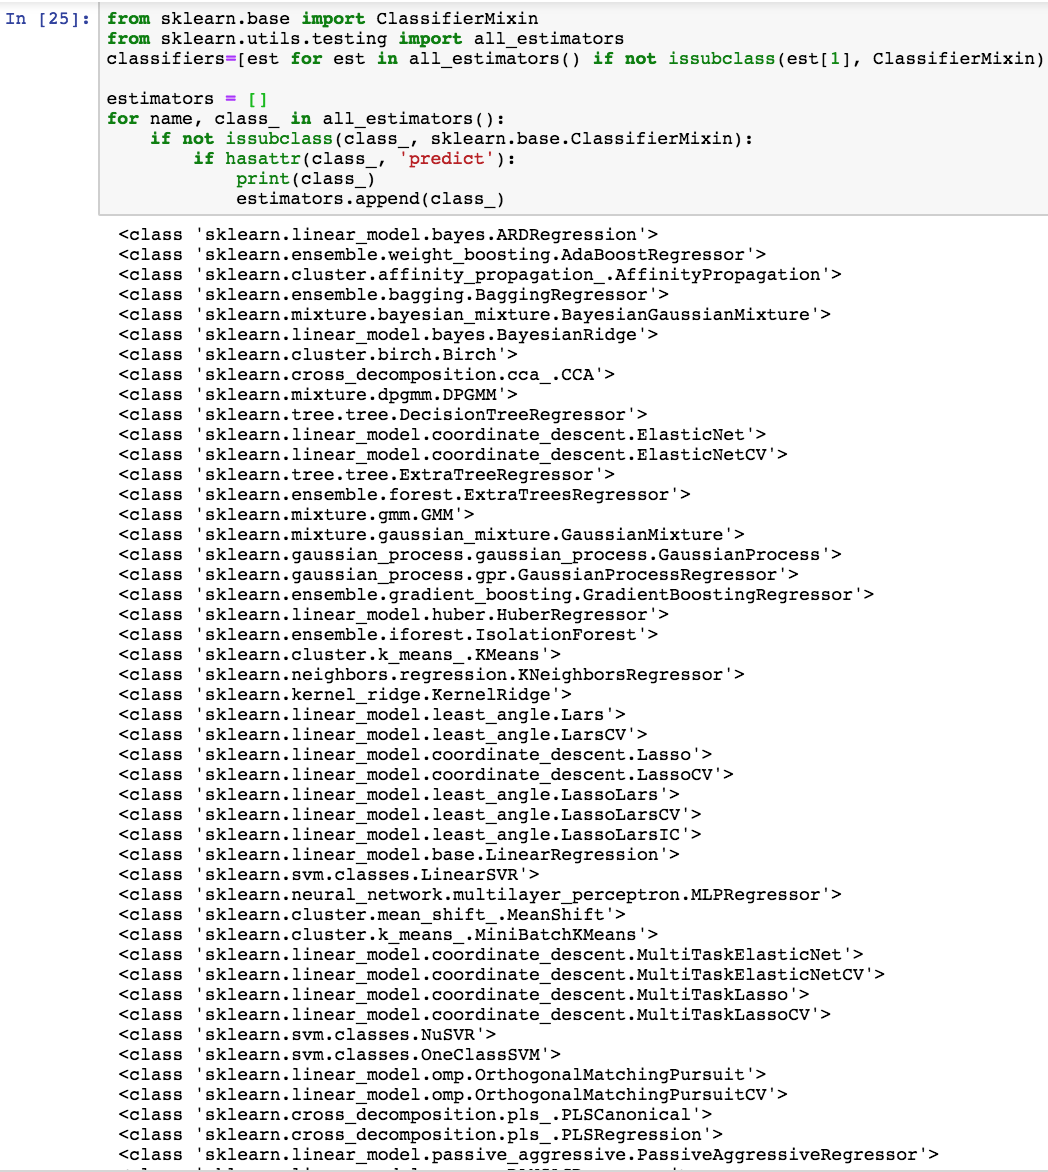 In [25]: from sklearn.base import ClassifierMixin
from sklearn.utils.testing import all_estimators
classifiers=[est for est in all_estimators() if not issubclass(est[1], ClassifierMixin)
estimators = []
for name, class_ in all_estimators():
    if not issubclass(class_, sklearn.base.ClassifierMixin):
        if hasattr(class_, 'predict'):
            print(class_)
            estimators.append(class_)
<class 'sklearn.linear_model.bayes.ARDRegression'>
<class 'sklearn.ensemble.weight_boosting.AdaBoostRegressor'>
<class 'sklearn.cluster.affinity_propagation_.AffinityPropagation'>
<class 'sklearn.ensemble.bagging.BaggingRegressor'>
<class 'sklearn.mixture.bayesian_mixture.BayesianGaussianMixture'>
<class 'sklearn.linear_model.bayes.BayesianRidge'>
<class 'sklearn.cluster.birch.Birch'>
<class 'sklearn.cross_decomposition.cca_.CCA'>
<class 'sklearn.mixture.dpgmm.DPGMM'>
<class 'sklearn.tree.tree.DecisionTreeRegressor'>
<class 'sklearn.linear_model.coordinate_descent.ElasticNet'>
<class 'sklearn.linear_model.coordinate_descent.ElasticNetCV'>
<class 'sklearn.tree.tree.ExtraTreeRegressor'>
<class 'sklearn.ensemble.forest.ExtraTreesRegressor'>
<class 'sklearn.mixture.gmm.GMM'>
<class 'sklearn.mixture.gaussian_mixture.GaussianMixture'>
<class 'sklearn.gaussian_process.gaussian_process.GaussianProcess'>
<class 'sklearn.gaussian_process.gpr.GaussianProcessRegressor'>
<class 'sklearn.ensemble.gradient_boosting.GradientBoostingRegressor'>
<class 'sklearn.linear_model.huber.HuberRegressor'>
<class 'sklearn.ensemble.iforest.IsolationForest'>
<class 'sklearn.cluster.k_means_.KMeans'>
<class 'sklearn.neighbors.regression.KNeighborsRegressor'>
<class 'sklearn.kernel_ridge.KernelRidge'>
<class 'sklearn.linear_model.least_angle.Lars'>
<class 'sklearn.linear_model.least_angle.LarsCV'>
<class 'sklearn.linear_model.coordinate_descent.Lasso'>
<class 'sklearn.linear_model.coordinate_descent.LassoCV'>
<class 'sklearn.linear_model.least_angle.LassoLars'>
<class 'sklearn.linear_model.least_angle.LassoLarsCV'>
<class 'sklearn.linear_model.least_angle.LassoLarsIC'>
<class 'sklearn.linear_model.base.LinearRegression'>
<class 'sklearn.svm.classes.LinearSVR'>
<class 'sklearn.neural_network.multilayer_perceptron.MLPRegressor'>
<class 'sklearn.cluster.mean_shift_.MeanShift'>
<class 'sklearn.cluster.k_means_.MiniBatchKMeans'>
<class 'sklearn.linear_model.coordinate_descent.MultiTaskElasticNet'>
<class 'sklearn.linear_model.coordinate_descent.MultiTaskElasticNetCV'>
<class 'sklearn.linear_model.coordinate_descent.MultiTaskLasso'>
<class 'sklearn.linear_model.coordinate_descent.MultiTaskLassoCV'>
<class 'sklearn.svm.classes.NuSVR'>
<class 'sklearn.svm.classes.OneClassSVM'>
<class 'sklearn.linear_model.omp.OrthogonalMatchingPursuit'>
<class 'sklearn.linear_model.omp.OrthogonalMatchingPursuitCV'>
<class 'sklearn.cross_decomposition.pls_.PLSCanonical'>
<class 'sklearn.cross_decomposition.pls_.PLSRegression'>
<class 'sklearn.linear_model.passive_aggressive.PassiveAggressiveRegressor'>